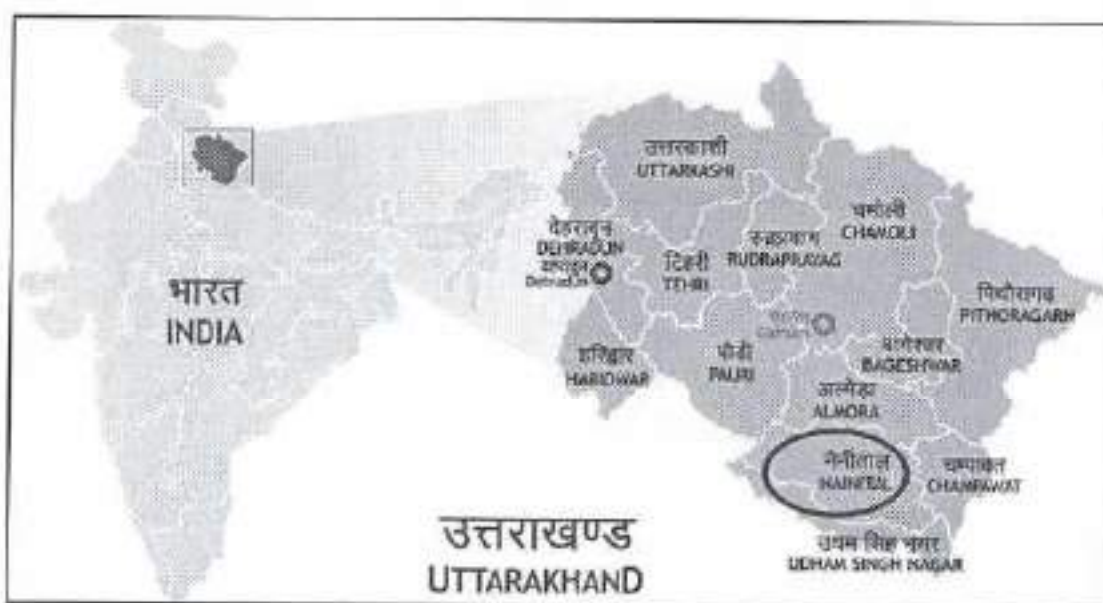 भारत
INDIA
उत्तरकाशी
UTTARKASHI
देहरादून
DEHRADUN
Dehradun
टिहरी
TEHRI
रुद्रप्रयाग
RUDRAPRAYAG
चमोली
CHAMOLI
पिथौरागढ़
PITHORAGARH
हरिद्वार
HARIDWAR
पौड़ी
PAURI
बागेश्वर
BAGESHWAR
अल्मोड़ा
ALMORA
नैनीताल
NAINITAL
चम्पावत
CHAMPAWAT
उधम सिंह नगर
UDHAM SINGH NAGAR
उत्तराखण्ड
UTTARAKHAND